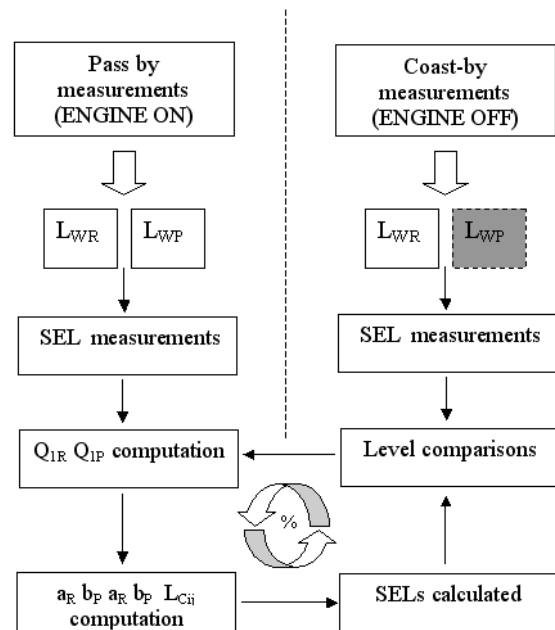 Pass by
measurements
(ENGINE ON)
Coast-by
measurements
(ENGINE OFF)
LWR
LWP
LWR
LWP
SEL measurements
SEL measurements
Q1R Q1P computation
Level comparisons
%
aR bP aR bP LCij
computation
SELs calculated